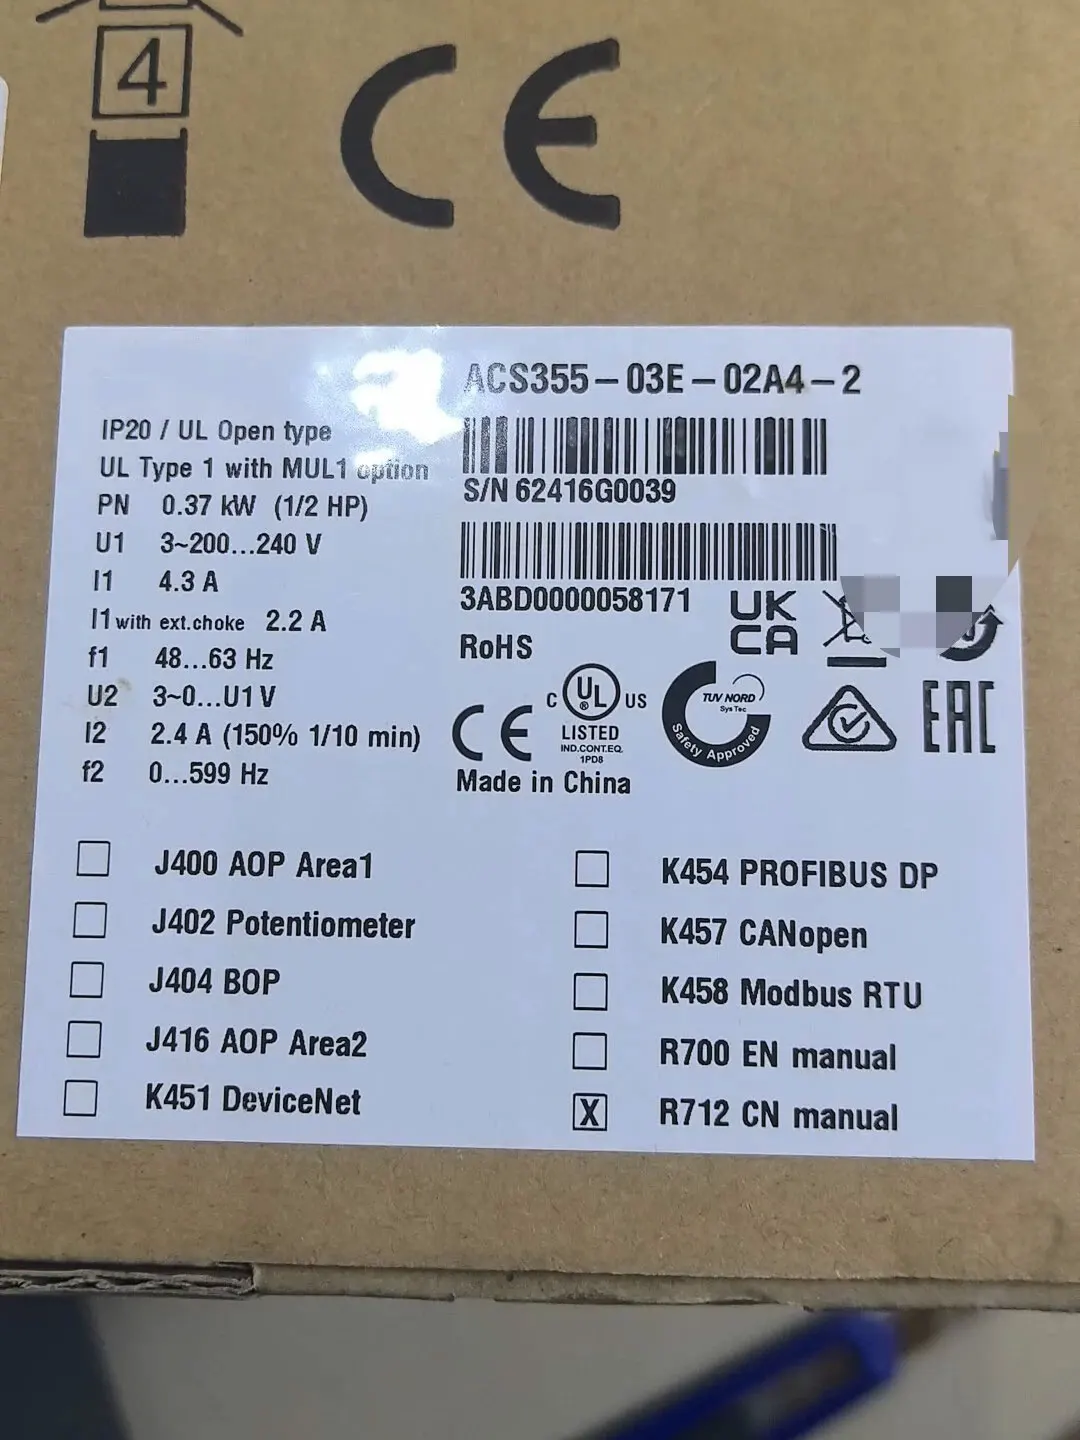 4
CE
ACS355-03E-02A4-2
IP20 / UL Open type
UL Type 1 with MUL1 option
PN 0.37 kW (1/2 HP)
U1 3~200...240 V
I1 4.3 A
I1 with ext.choke 2.2 A
f1 48...63 Hz
U2 3~0...U1 V
I2 2.4 A (150% 1/10 min)
f2 0...599 Hz
S/N 62416G0039
3ABD0000058171
RoHS
UK
CA
CE
C UL US
®
LISTED
IND.CONT.EQ.
1PD8
TUV NORD
Sys Tec
Safety Approved
EAC
Made in China
J400 AOP Area1
J402 Potentiometer
J404 BOP
J416 AOP Area2
K451 DeviceNet
K454 PROFIBUS DP
K457 CANopen
K458 Modbus RTU
R700 EN manual
X R712 CN manual